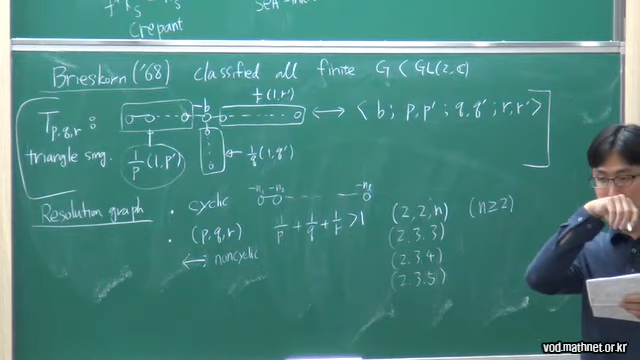 Crepant
Brieskorn ('68) classified all finite G < GL(2, ℂ)
T_{p,q,r} : -b 1/r(1,r') ⟷ < b; p,p'; q,q'; r,r' >
triangle sing. 1/p(1,p') ← 1/q(1,q')
Resolution graph · cyclic -n₁ -n₂
· (p,q,r) 1/p + 1/q + 1/r > 1 (2,2,n) (n≥2)
⟷ noncyclic (2.3.3)
(2.3.4)
(2.3.5)
vod.mathnet.or.kr